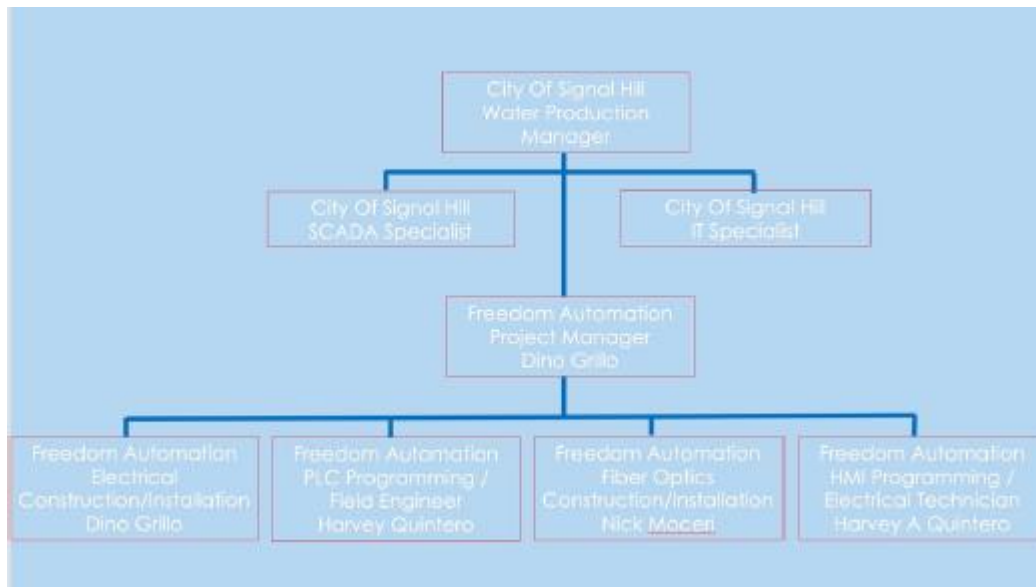 City Of Signal Hill
Water Production
Manager
City Of Signal Hill
SCADA Specialist
City Of Signal Hill
IT Specialist
Freedom Automation
Project Manager
Dino Grillo
Freedom Automation
Electrical
Construction/Installation
Dino Grillo
Freedom Automation
PLC Programming /
Field Engineer
Harvey Quintero
Freedom Automation
Fiber Optics
Construction/Installation
Nick Moceri
Freedom Automation
HMI Programming /
Electrical Technician
Harvey A Quintero